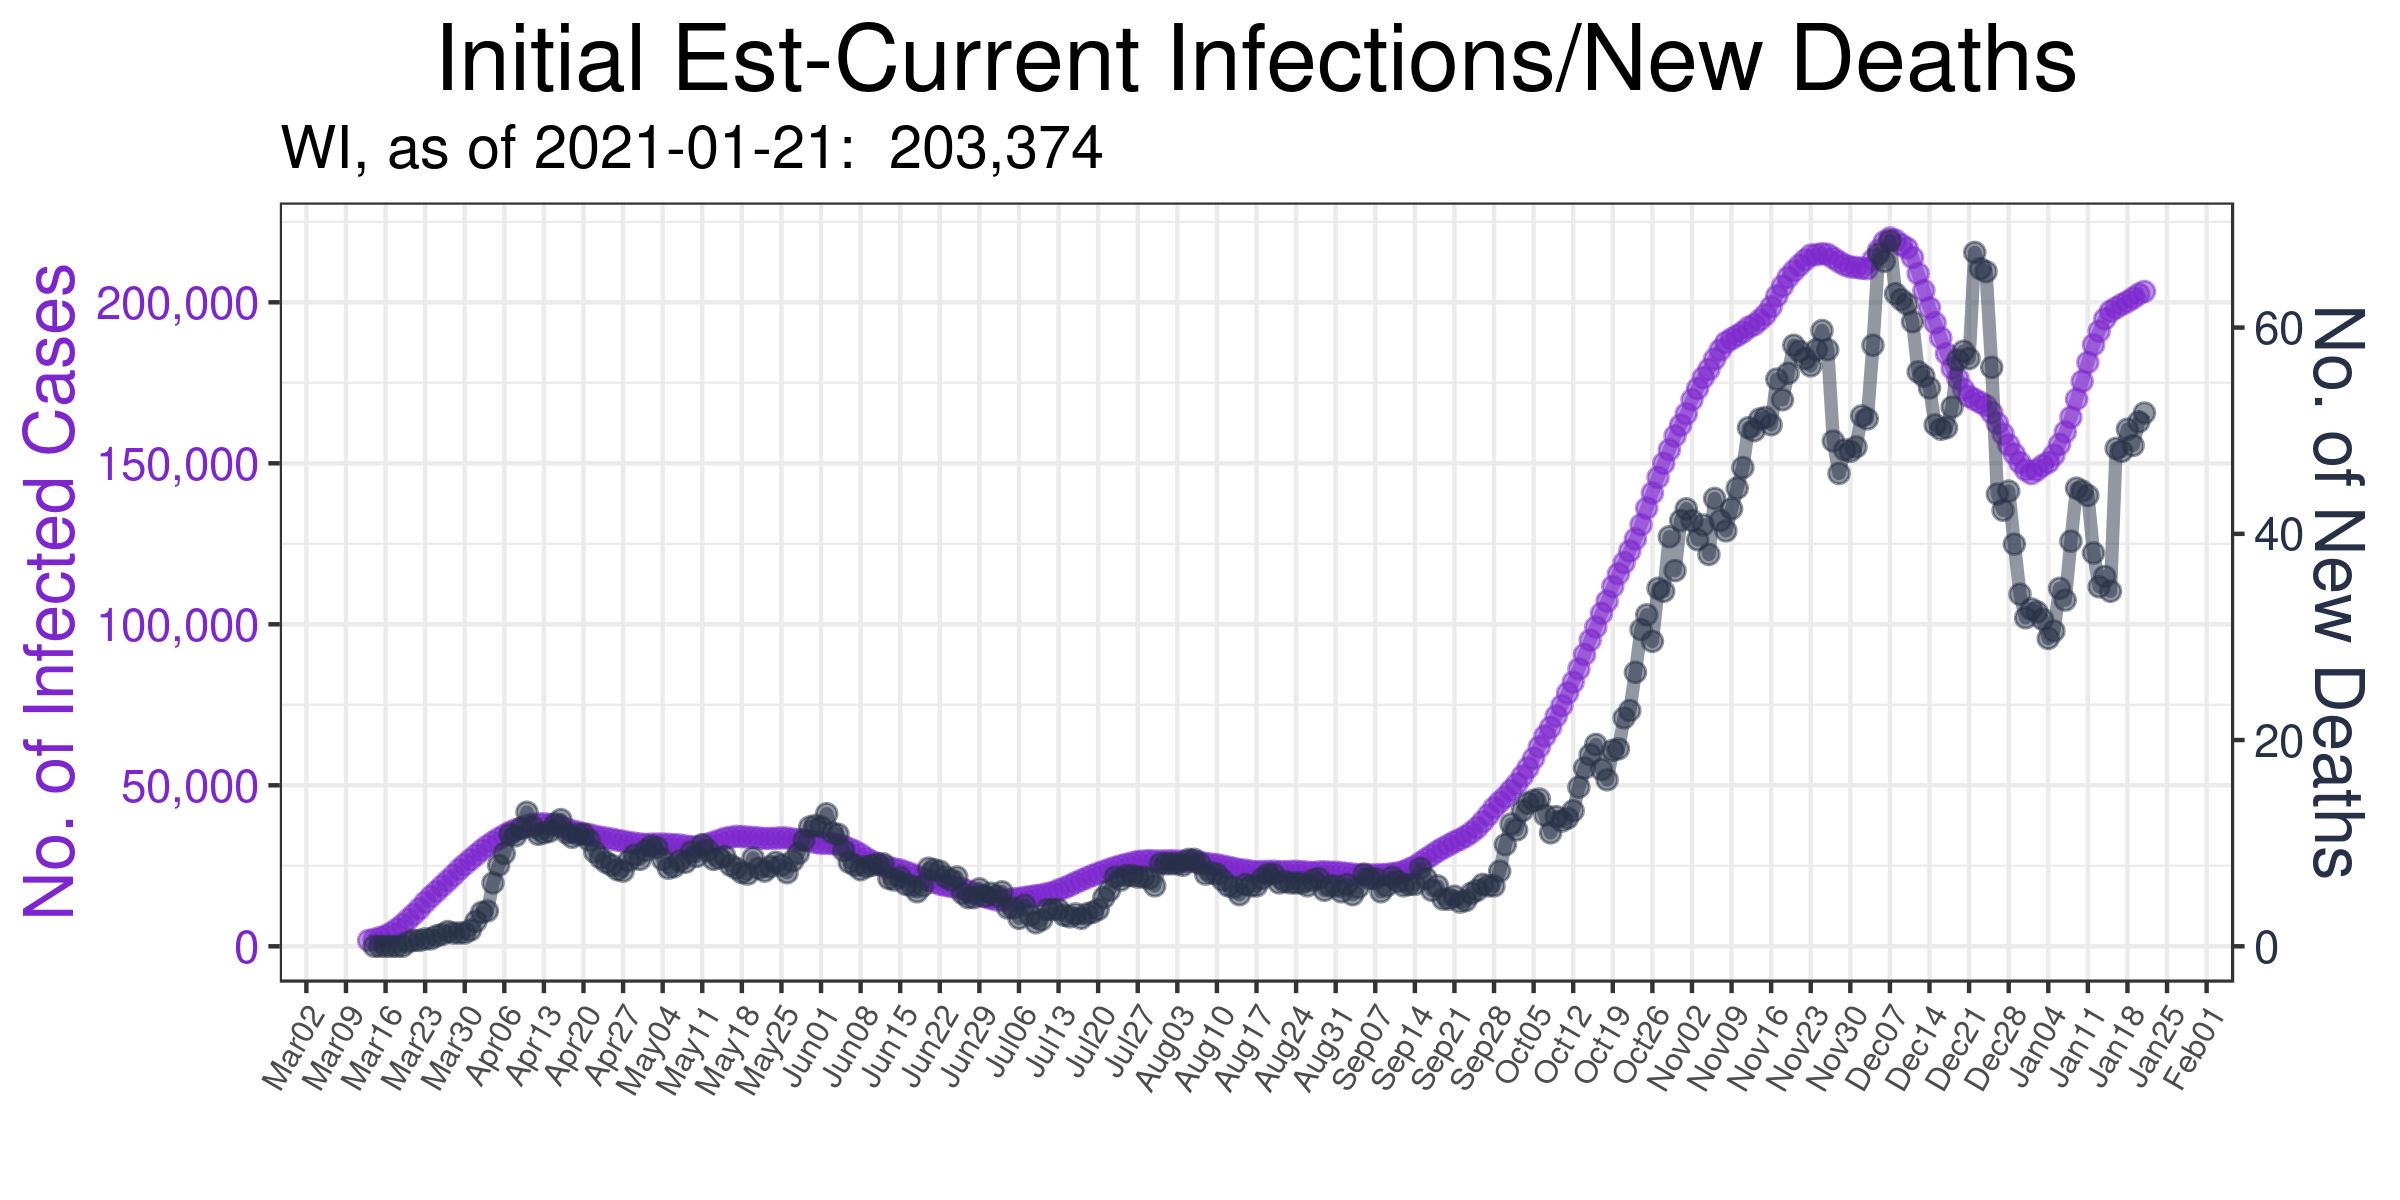 Initial Est-Current Infections/New Deaths
WI, as of 2021-01-21: 203,374
No. of Infected Cases
200,000
150,000
100,000
50,000
0
60
40
20
0
No. of New Deaths
Mar02
Mar09
Mar16
Mar23
Mar30
Apr06
Apr13
Apr20
Apr27
May04
May11
May18
May25
Jun01
Jun08
Jun15
Jun22
Jun29
Jul06
Jul13
Jul20
Jul27
Aug03
Aug10
Aug17
Aug24
Aug31
Sep07
Sep14
Sep21
Sep28
Oct05
Oct12
Oct19
Oct26
Nov02
Nov09
Nov16
Nov23
Nov30
Dec07
Dec14
Dec21
Dec28
Jan04
Jan11
Jan18
Jan25
Feb01